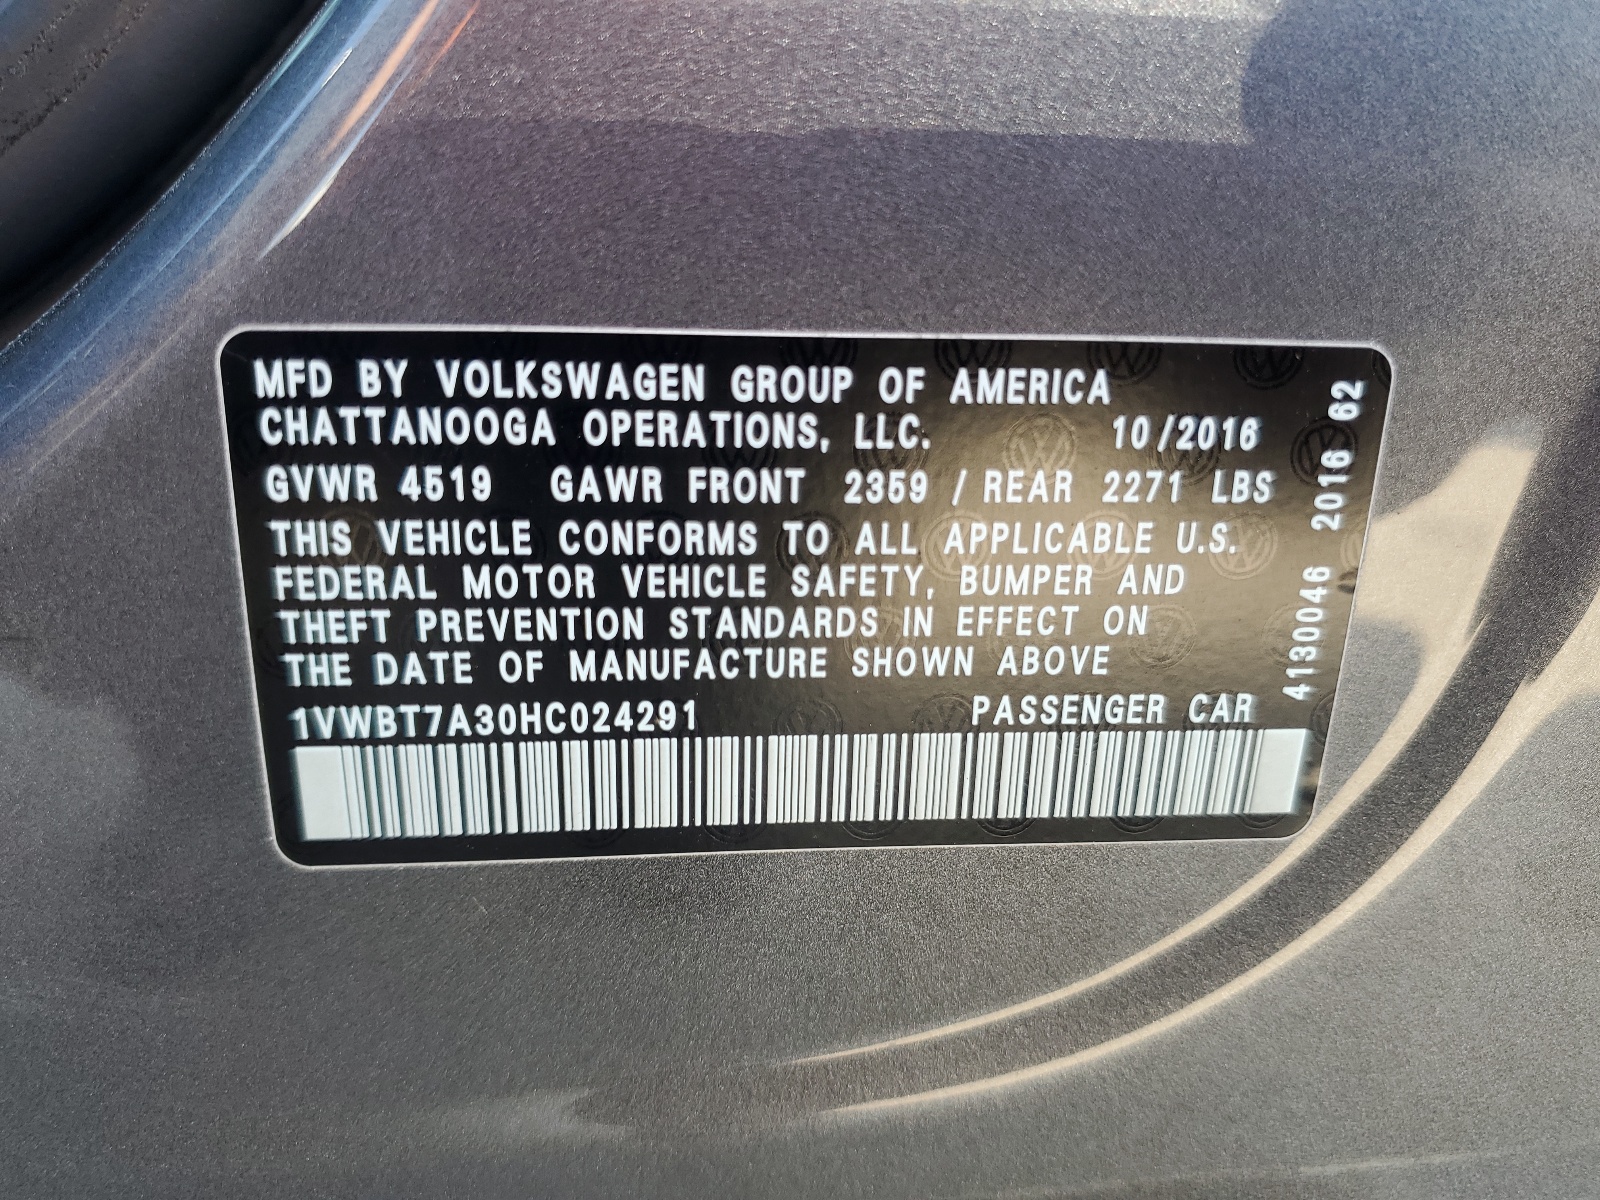 MFD BY VOLKSWAGEN GROUP OF AMERICA
CHATTANOOGA OPERATIONS, LLC. 10/2016
GVWR 4519 GAWR FRONT 2359 / REAR 2271 LBS
THIS VEHICLE CONFORMS TO ALL APPLICABLE U.S.
FEDERAL MOTOR VEHICLE SAFETY, BUMPER AND
THEFT PREVENTION STANDARDS IN EFFECT ON
THE DATE OF MANUFACTURE SHOWN ABOVE
1VWBT7A30HC024291 PASSENGER CAR
4130046 2016 62